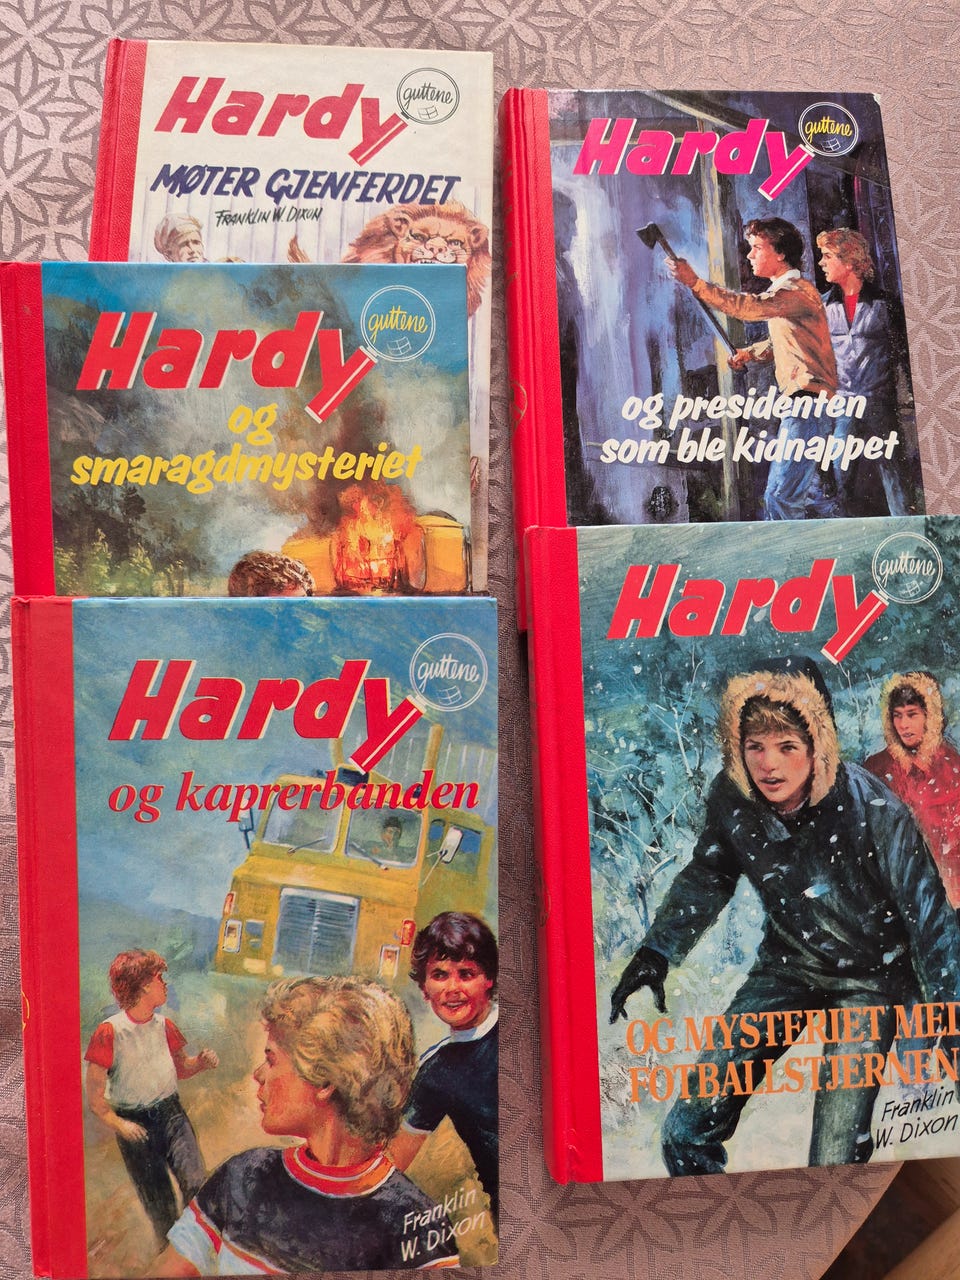 Hardy
guttene
MØTER GJENFERDET
FRANKLIN W. DIXON
Hardy
guttene
og presidenten
som ble kidnappet
Hardy
guttene
og
smaragdmysteriet
Hardy
guttene
og kaprerbanden
Franklin
W. Dixon
Hardy
guttene
OG MYSTERIET MED
FOTBALLSTJERNEN
Franklin
W. Dixon